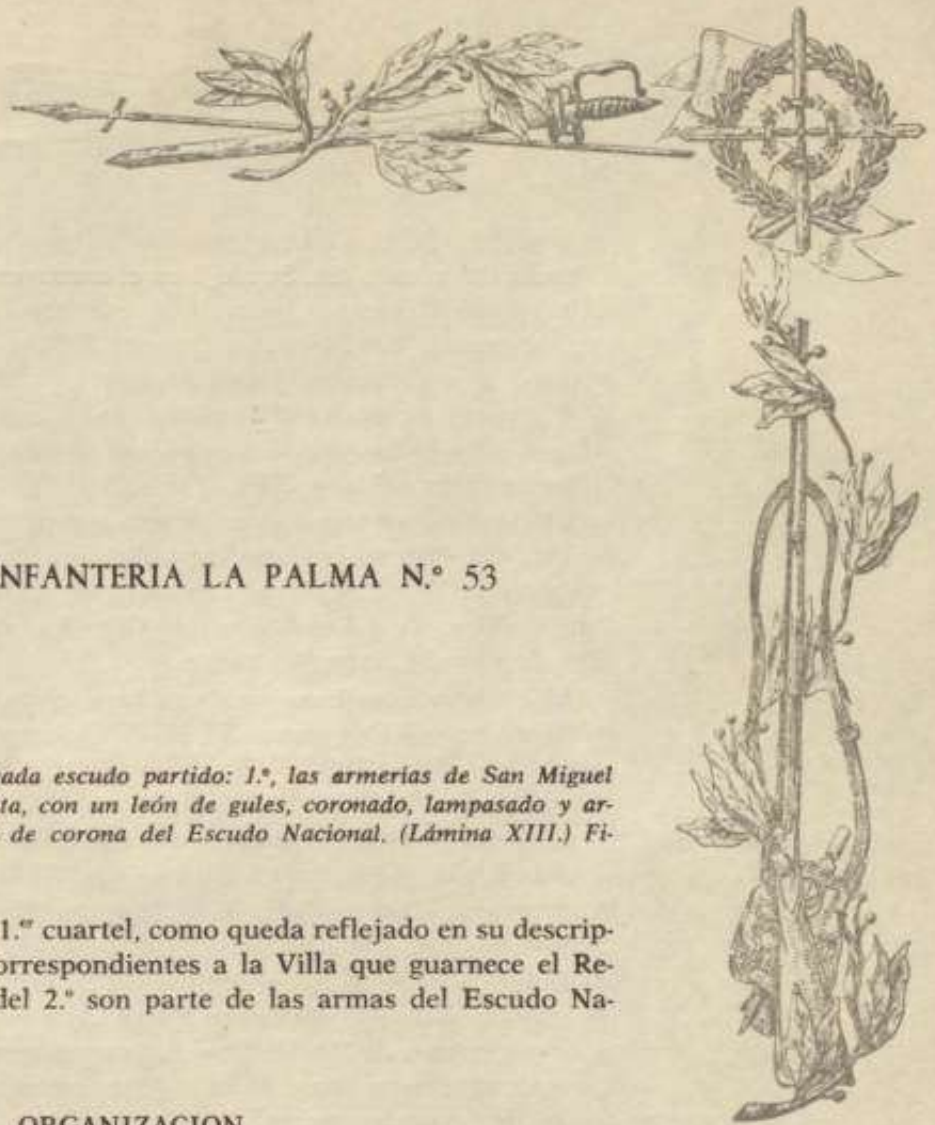 NFANTERIA LA PALMA N.º 53
ada escudo partido: 1.º, las armerías de San Miguel
ta, con un león de gules, coronado, lampasado y ar-
de corona del Escudo Nacional. (Lámina XIII.) Fi-
1.er cuartel, como queda reflejado en su descrip-
orrespondientes a la Villa que guarnece el Re-
del 2.º son parte de las armas del Escudo Na-
ORGANIZACION